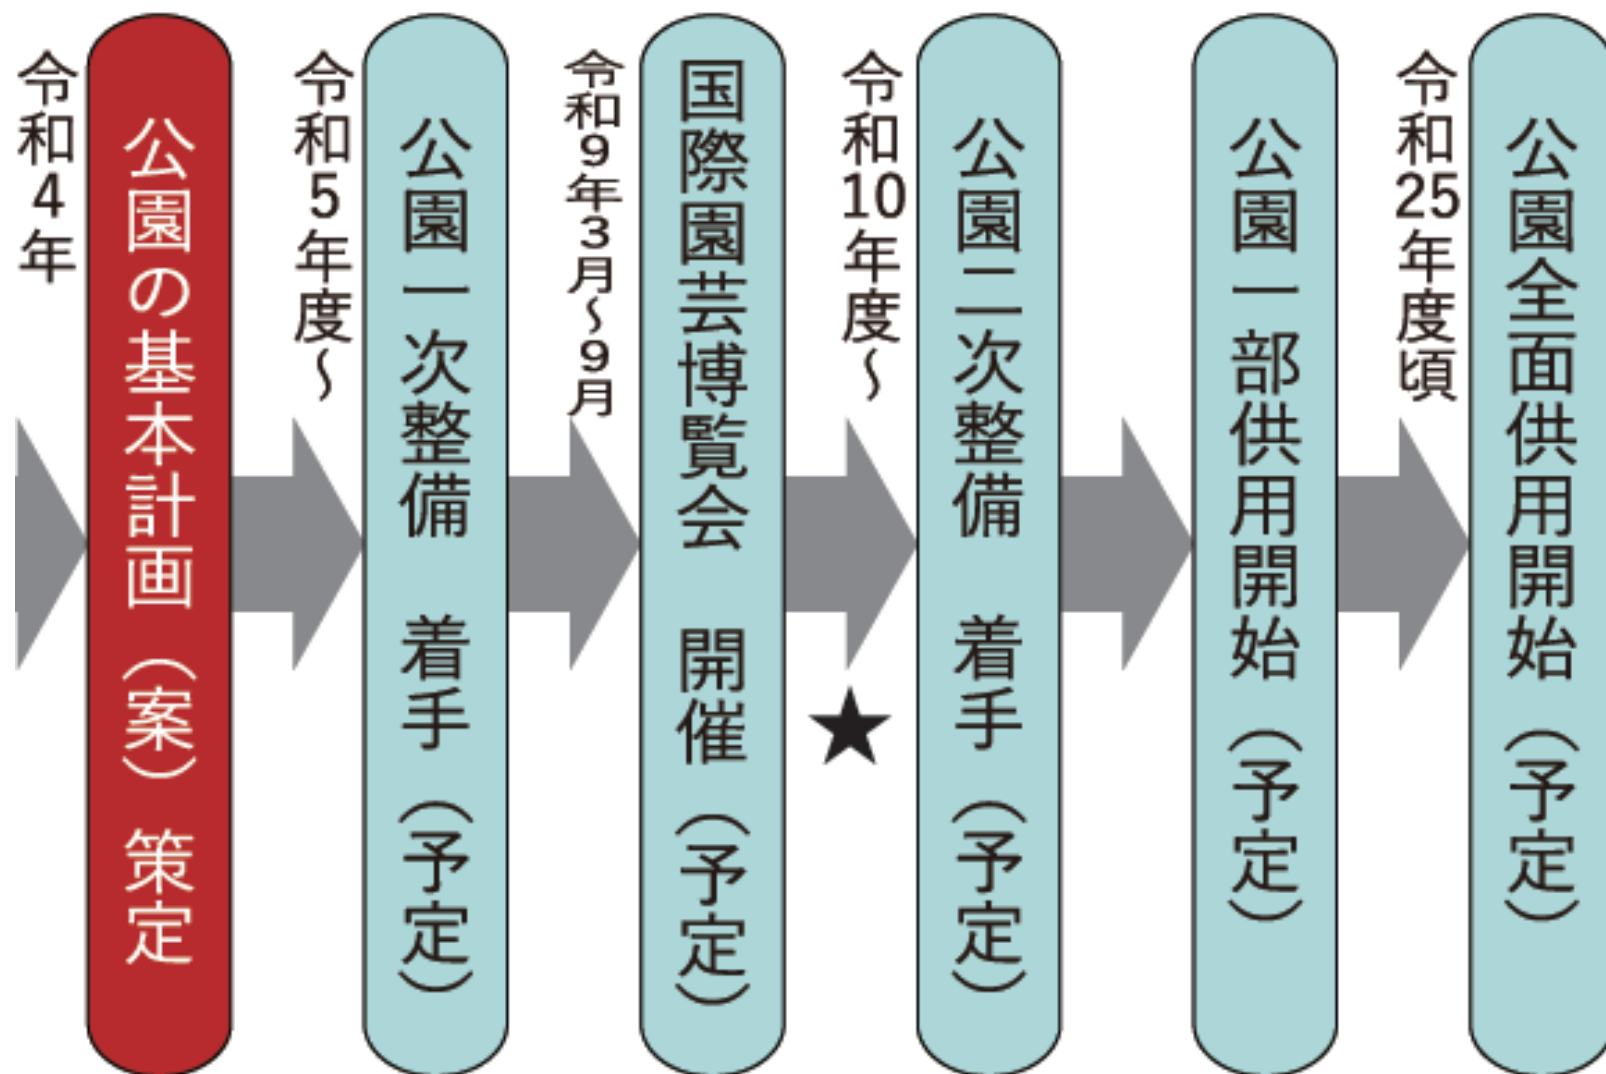 令和4年
公園の基本計画（案）策定
令和5年度～
公園一次整備　着手（予定）
令和9年3月～9月
国際園芸博覧会　開催（予定）
★
令和10年度～
公園二次整備　着手（予定）
公園一部供用開始（予定）
令和25年度頃
公園全面供用開始（予定）